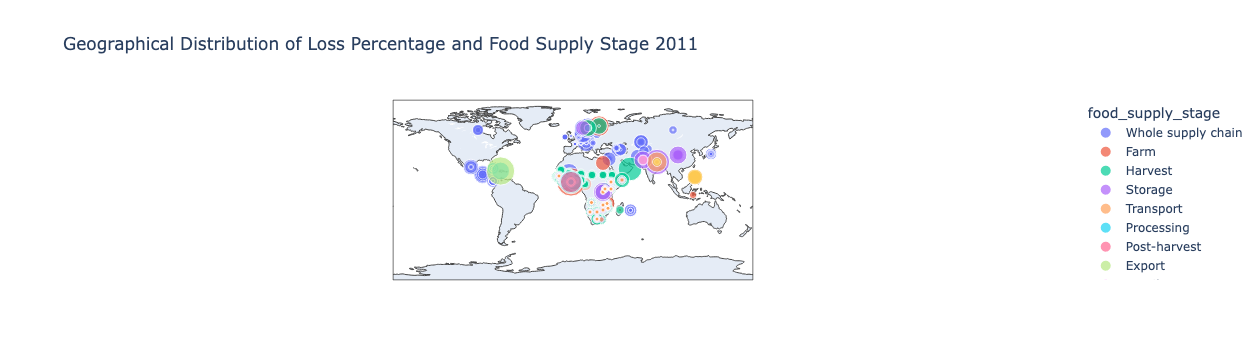 Geographical Distribution of Loss Percentage and Food Supply Stage 2011
food_supply_stage
Whole supply chain
Farm
Harvest
Storage
Transport
Processing
Post-harvest
Export